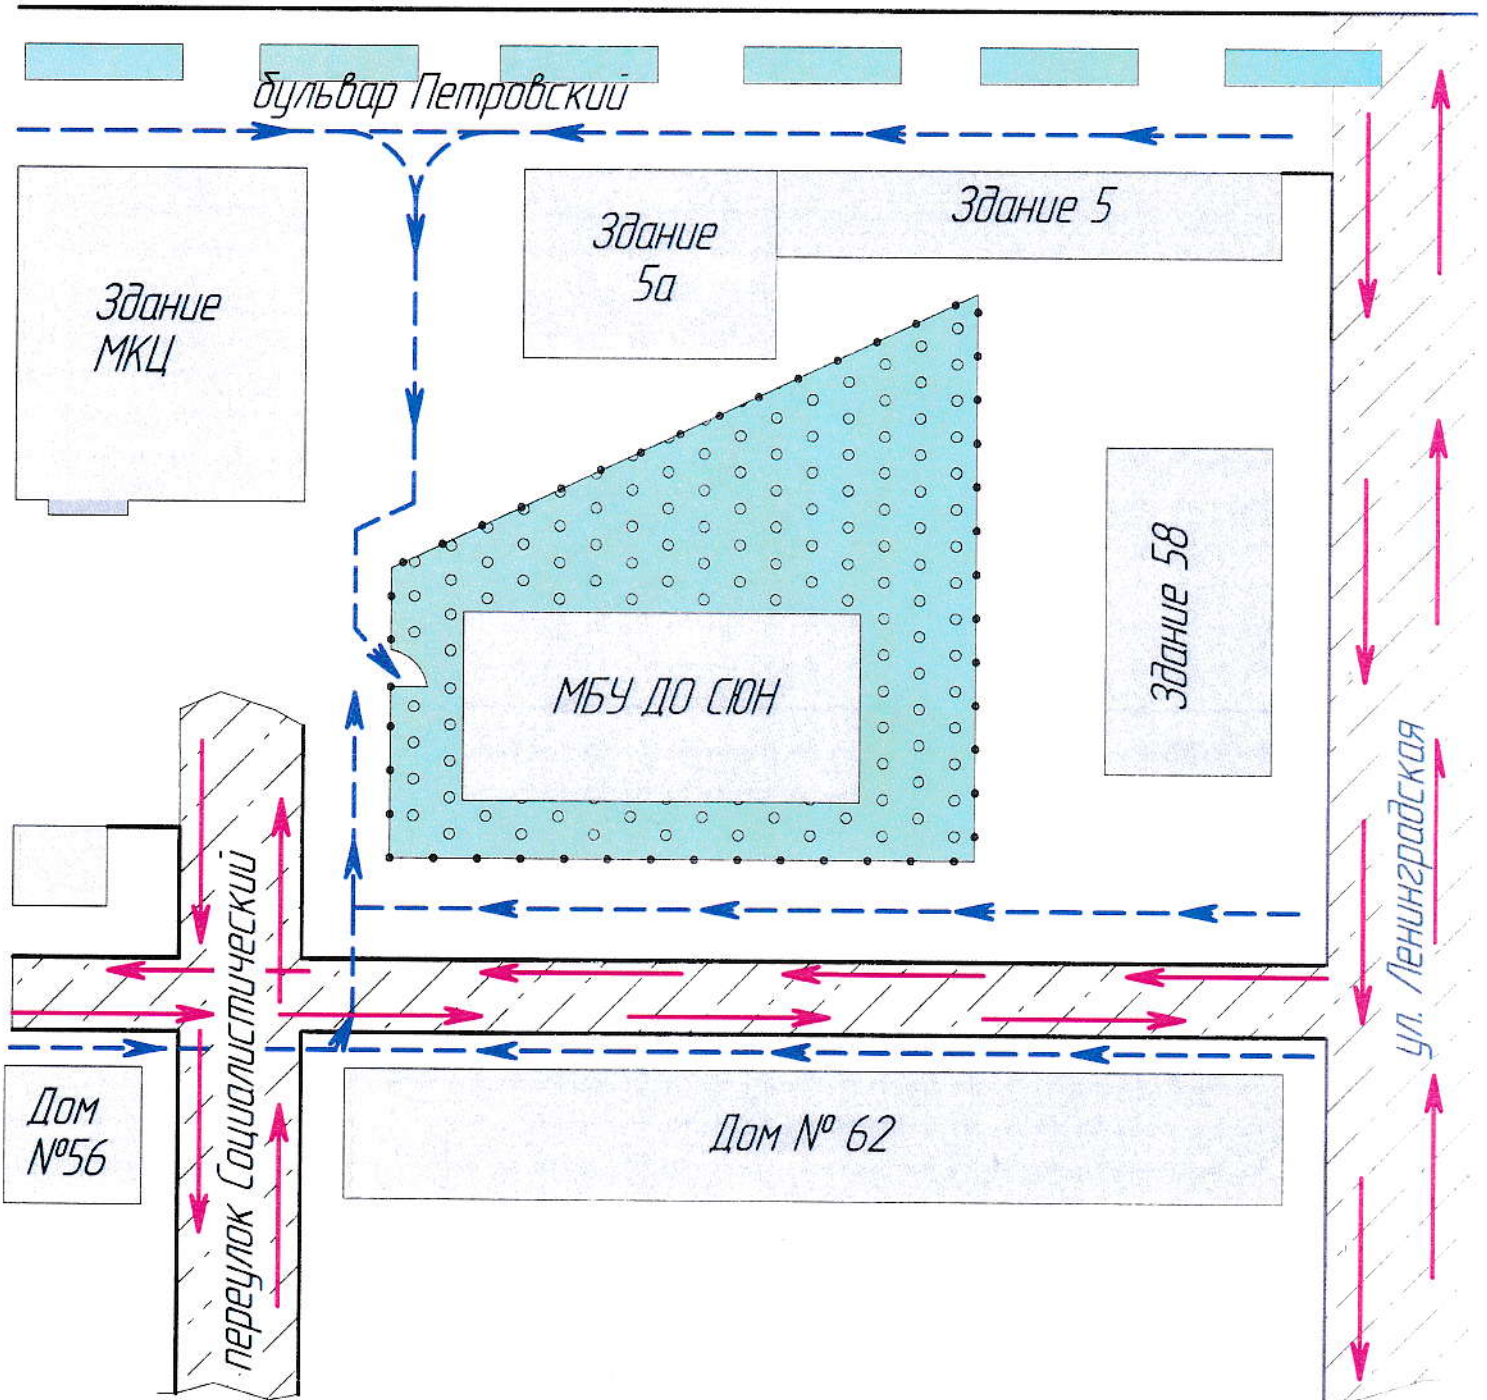 бульвар Петровский
Здание 5
Здание
5а
Здание
МКЦ
Здание 58
МБУ ДО СЮН
ул. Ленинградская
переулок Социалистический
Дом
№56
Дом № 62